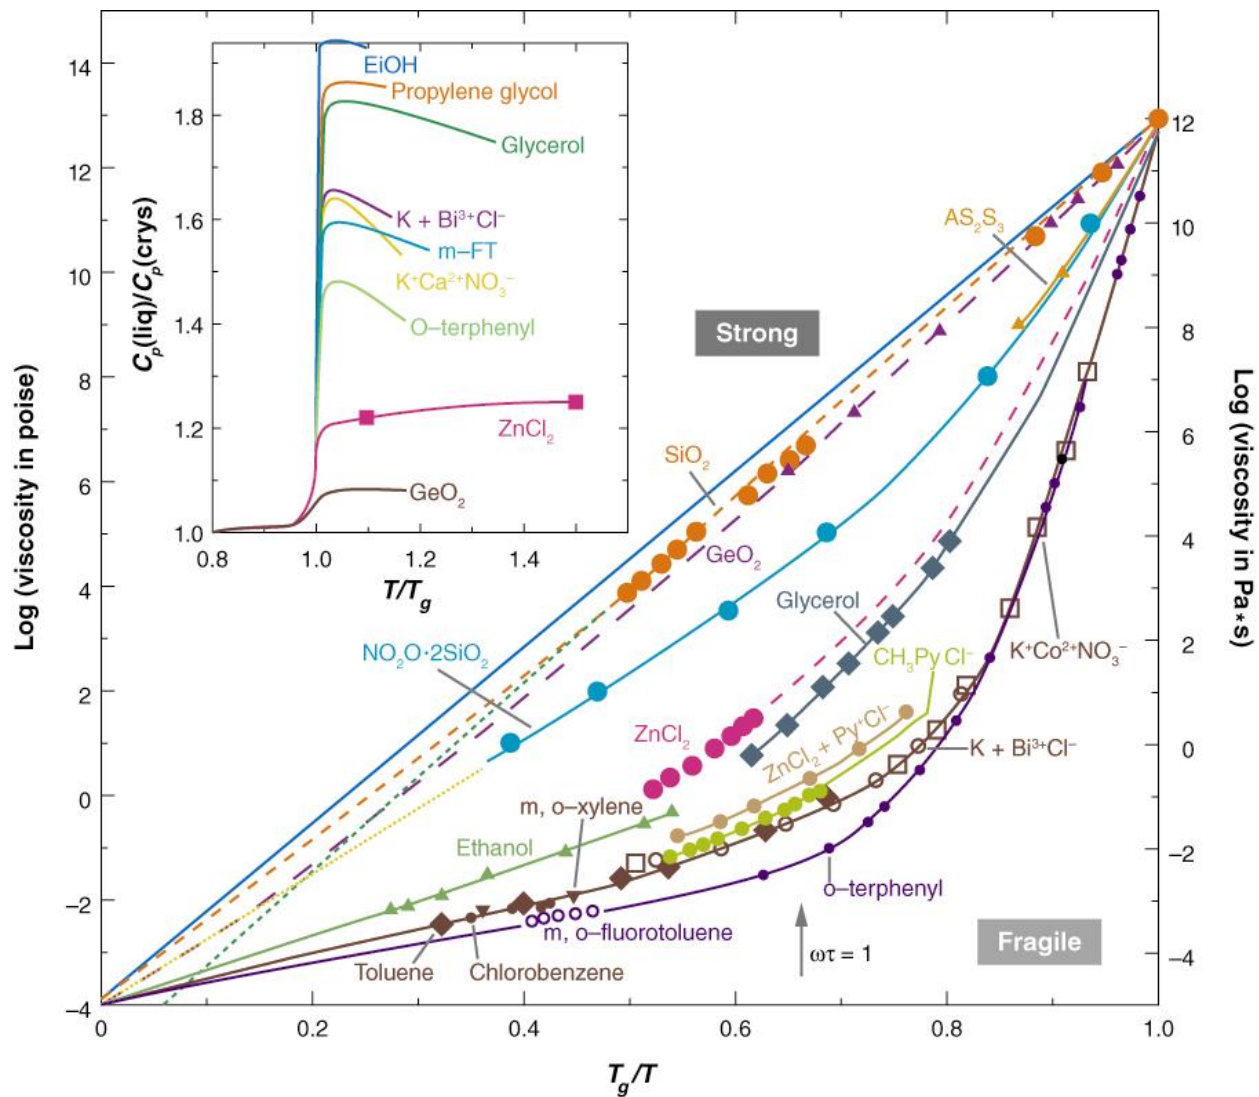 14
12
10
8
6
4
2
0
–2
–4
Log (viscosity in poise)
12
10
8
6
4
2
0
–2
–4
Log (viscosity in Pa*s)
0
0.2
0.4
0.6
0.8
1.0
T_g/T
1.8
1.6
1.4
1.2
1.0
C_p(liq)/C_p(crys)
0.8
1.0
1.2
1.4
T/T_g
EiOH
Propylene glycol
Glycerol
K + Bi³⁺Cl⁻
m–FT
K⁺Ca²⁺NO₃⁻
O–terphenyl
ZnCl₂
GeO₂
AS₂S₃
Strong
SiO₂
GeO₂
Glycerol
NO₂O·2SiO₂
CH₃Py Cl⁻
K⁺Co²⁺NO₃⁻
ZnCl₂
ZnCl₂ + Py⁺Cl⁻
K + Bi³⁺Cl⁻
m, o–xylene
Ethanol
o–terphenyl
m, o–fluorotoluene
Fragile
ωτ = 1
Toluene
Chlorobenzene